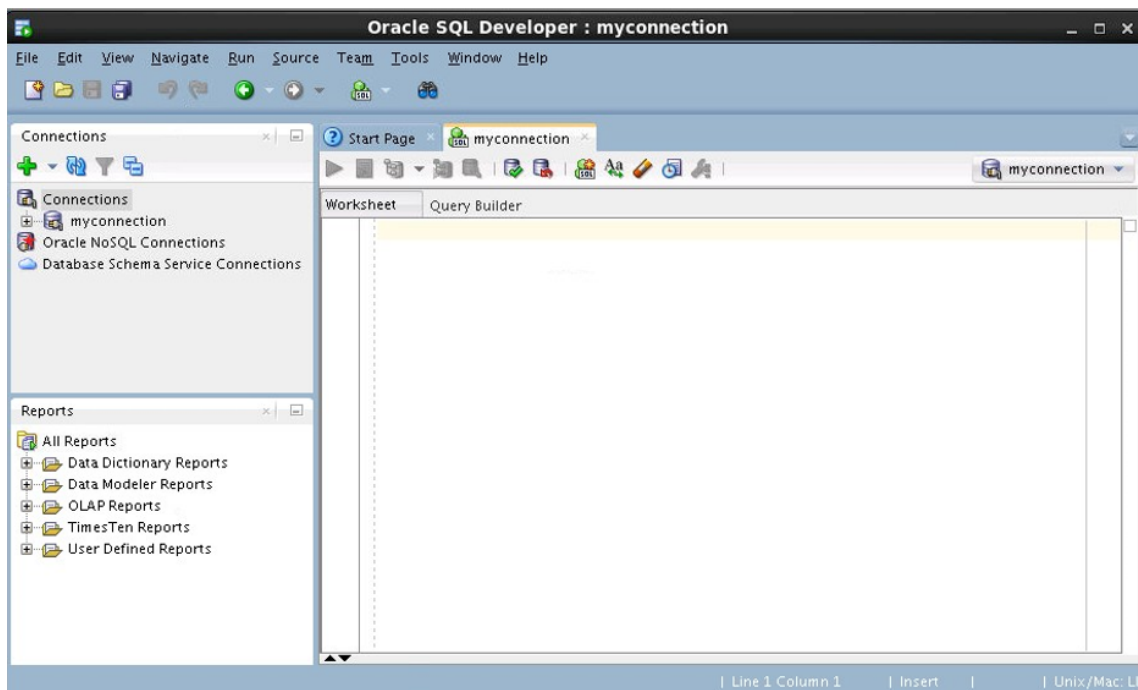 Oracle SQL Developer : myconnection
File Edit View Navigate Run Source Team Tools Window Help
Connections
Start Page
myconnection
myconnection
Connections
myconnection
Oracle NoSQL Connections
Database Schema Service Connections
Worksheet Query Builder
Reports
All Reports
Data Dictionary Reports
Data Modeler Reports
OLAP Reports
TimesTen Reports
User Defined Reports
Line 1 Column 1 | Insert | | Unix/Mac: L